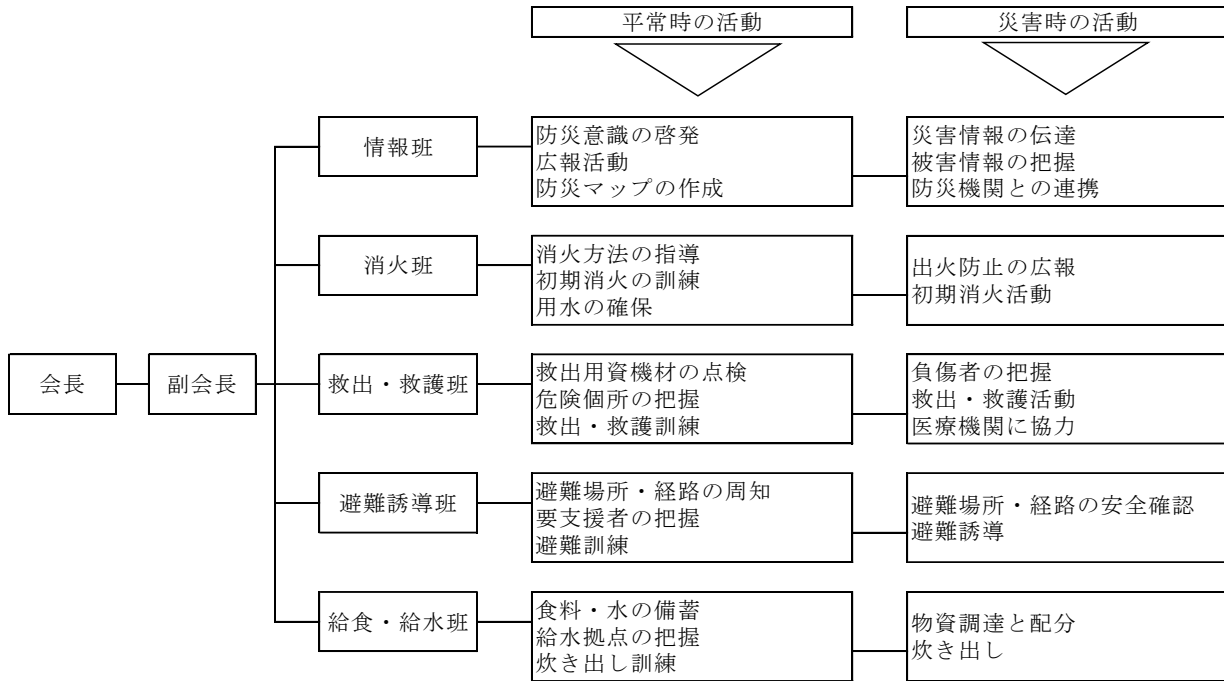 平常時の活動
災害時の活動
情報班
防災意識の啓発
広報活動
防災マップの作成
災害情報の伝達
被害情報の把握
防災機関との連携
消火班
消火方法の指導
初期消火の訓練
用水の確保
出火防止の広報
初期消火活動
会長
副会長
救出・救護班
救出用資機材の点検
危険個所の把握
救出・救護訓練
負傷者の把握
救出・救護活動
医療機関に協力
避難誘導班
避難場所・経路の周知
要支援者の把握
避難訓練
避難場所・経路の安全確認
避難誘導
給食・給水班
食料・水の備蓄
給水拠点の把握
炊き出し訓練
物資調達と配分
炊き出し